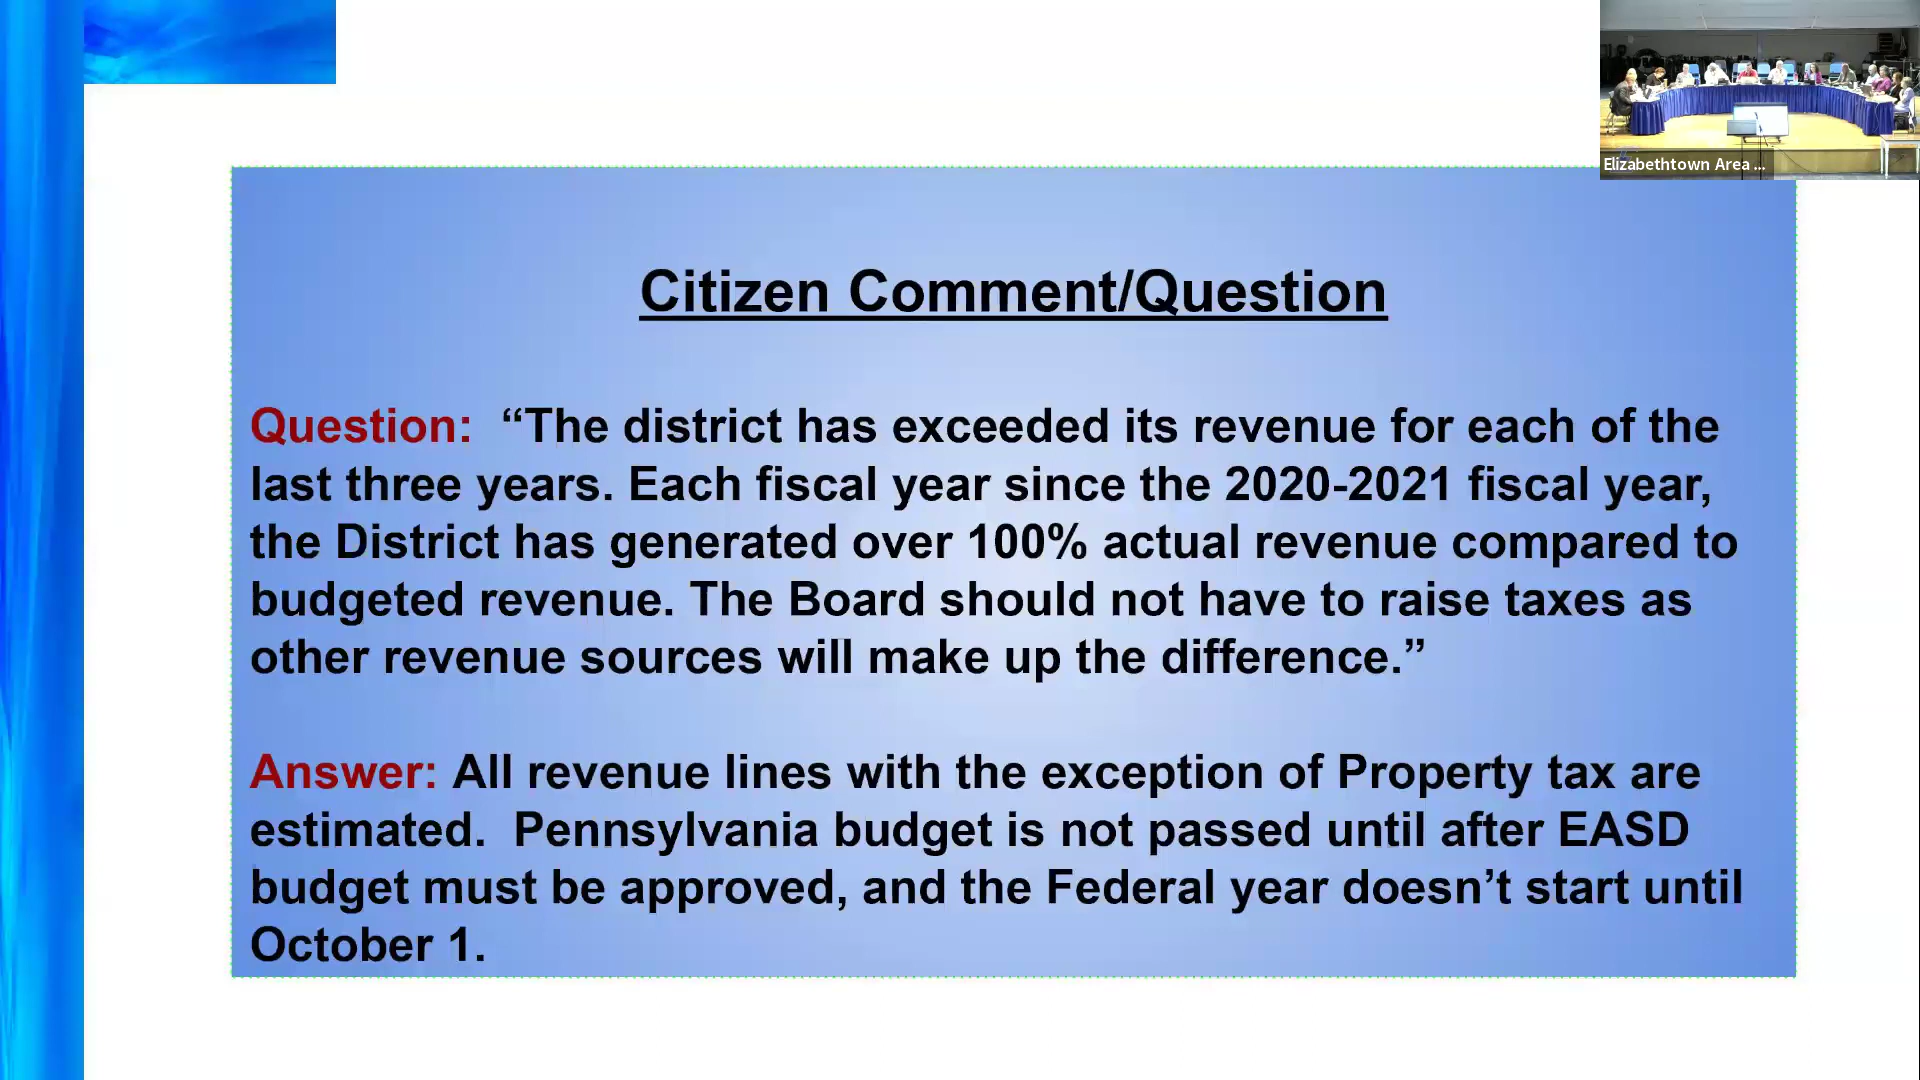 Elizabethtown Area ...
Citizen Comment/Question
Question:  “The district has exceeded its revenue for each of the
last three years. Each fiscal year since the 2020-2021 fiscal year,
the District has generated over 100% actual revenue compared to
budgeted revenue. The Board should not have to raise taxes as
other revenue sources will make up the difference.”
Answer: All revenue lines with the exception of Property tax are
estimated.  Pennsylvania budget is not passed until after EASD
budget must be approved, and the Federal year doesn’t start until
October 1.